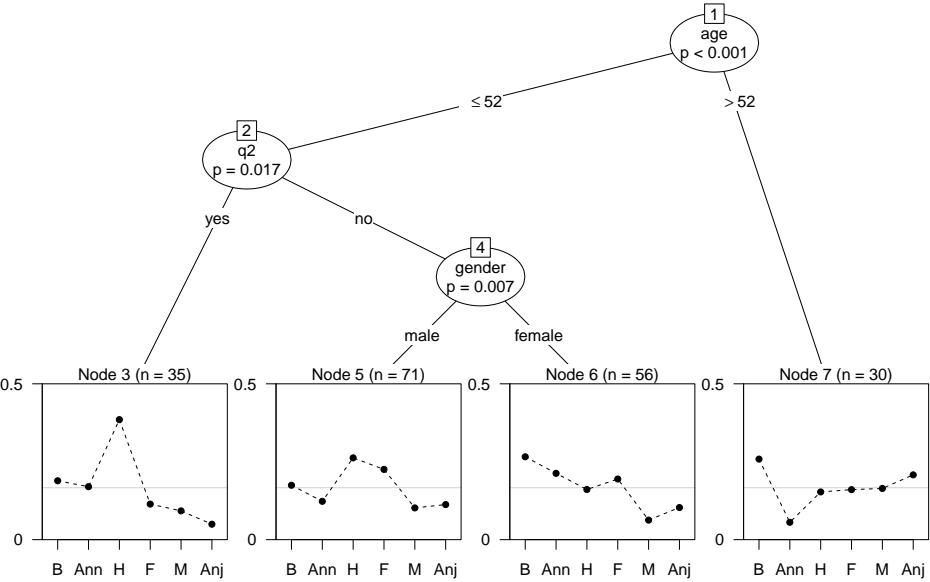 1
age
p < 0.001
≤ 52
> 52
2
q2
p = 0.017
yes
no
4
gender
p = 0.007
male
female
Node 3 (n = 35)
0.5
0
B Ann H F M Anj
Node 5 (n = 71)
0.5
0
B Ann H F M Anj
Node 6 (n = 56)
0.5
0
B Ann H F M Anj
Node 7 (n = 30)
0.5
0
B Ann H F M Anj